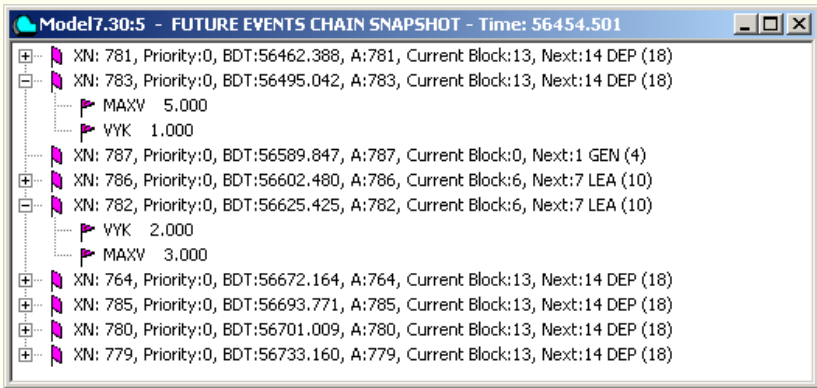 Model7.30:5 - FUTURE EVENTS CHAIN SNAPSHOT - Time: 56454.501
XN: 781, Priority:0, BDT:56462.388, A:781, Current Block:13, Next:14 DEP (18)
XN: 783, Priority:0, BDT:56495.042, A:783, Current Block:13, Next:14 DEP (18)
MAXV 5.000
VYK 1.000
XN: 787, Priority:0, BDT:56589.847, A:787, Current Block:0, Next:1 GEN (4)
XN: 786, Priority:0, BDT:56602.480, A:786, Current Block:6, Next:7 LEA (10)
XN: 782, Priority:0, BDT:56625.425, A:782, Current Block:6, Next:7 LEA (10)
VYK 2.000
MAXV 3.000
XN: 764, Priority:0, BDT:56672.164, A:764, Current Block:13, Next:14 DEP (18)
XN: 785, Priority:0, BDT:56693.771, A:785, Current Block:13, Next:14 DEP (18)
XN: 780, Priority:0, BDT:56701.009, A:780, Current Block:13, Next:14 DEP (18)
XN: 779, Priority:0, BDT:56733.160, A:779, Current Block:13, Next:14 DEP (18)